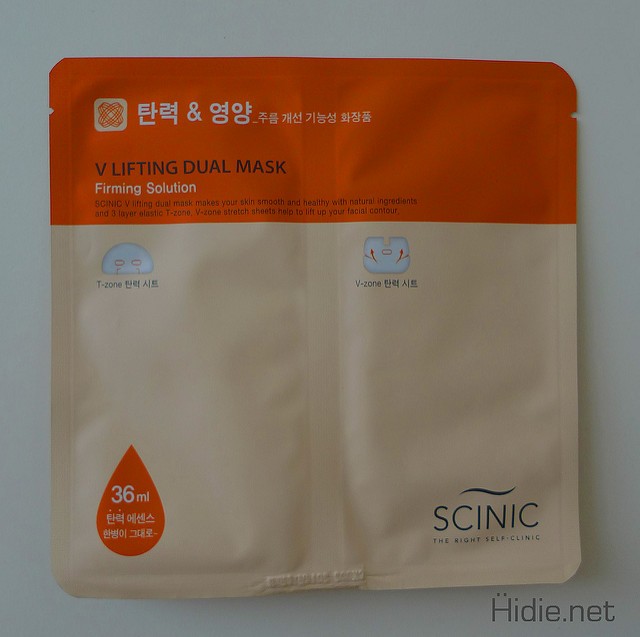 탄력 & 영양_주름 개선 기능성 화장품
V LIFTING DUAL MASK
Firming Solution
SCINIC V lifting dual mask makes your skin smooth and healthy with natural ingredients
and 3 layer elastic T-zone, V-zone stretch sheets help to lift up your facial contour.
T-zone 탄력 시트
V-zone 탄력 시트
36 ml
탄력 에센스
한병이 그대로~
SCINIC
THE RIGHT SELF-CLINIC
Hidie.net